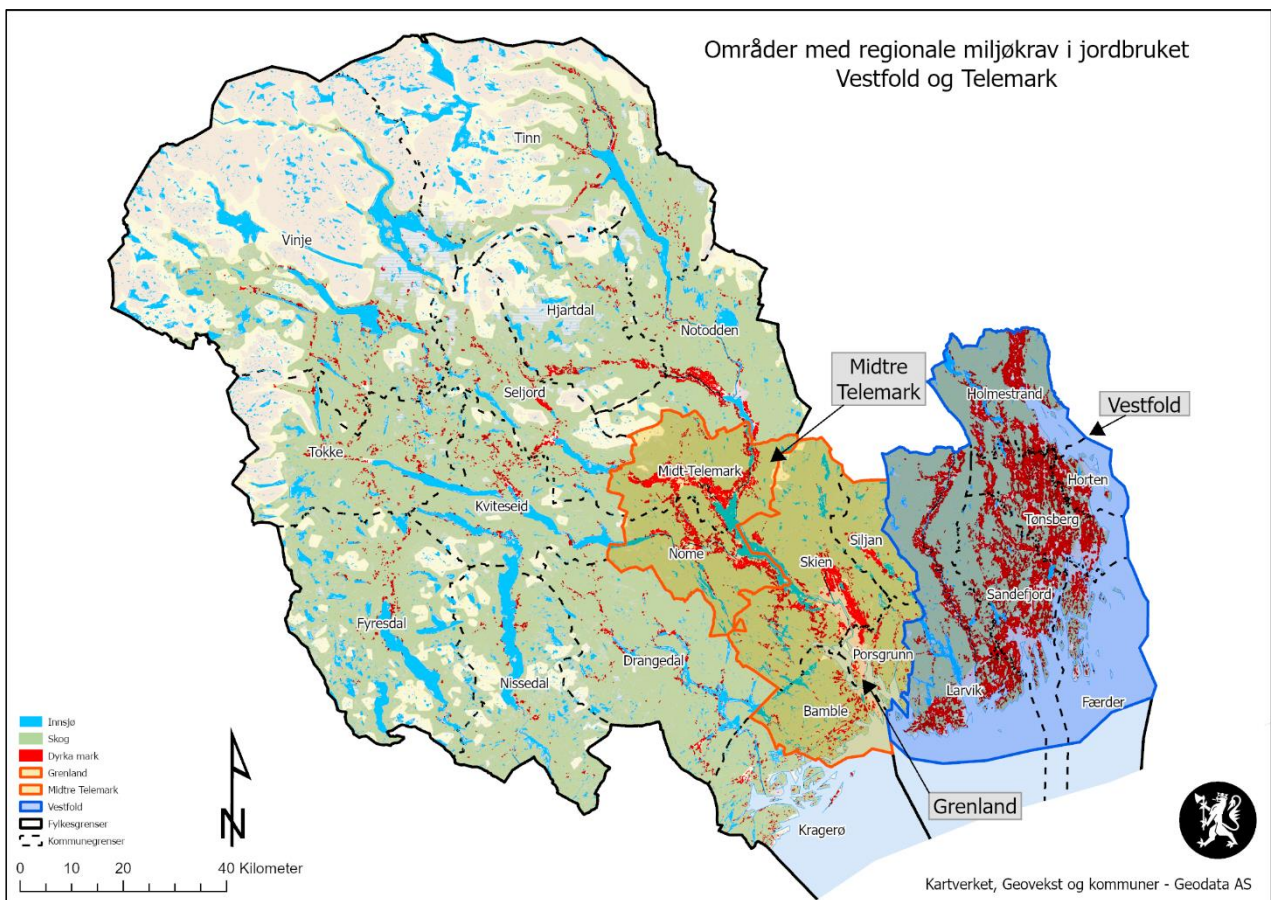 Områder med regionale miljøkrav i jordbruket
Vestfold og Telemark
Tinn
Vinje
Hjartdal
Notodden
Midtre
Telemark
Holmestrand
Vestfold
Seljord
Tokke
Midt-Telemark
Horten
Kviteseid
Tønsberg
Siljan
Nome
Skien
Sandefjord
Fyresdal
Drangedal
Porsgrunn
Nissedal
Larvik
Færder
Bamble
Grenland
Kragerø
Innsjø
Skog
Dyrka mark
Grenland
Midtre Telemark
Vestfold
Fylkesgrenser
Kommunegrenser
N
0 10 20 40 Kilometer
Kartverket, Geovekst og kommuner - Geodata AS